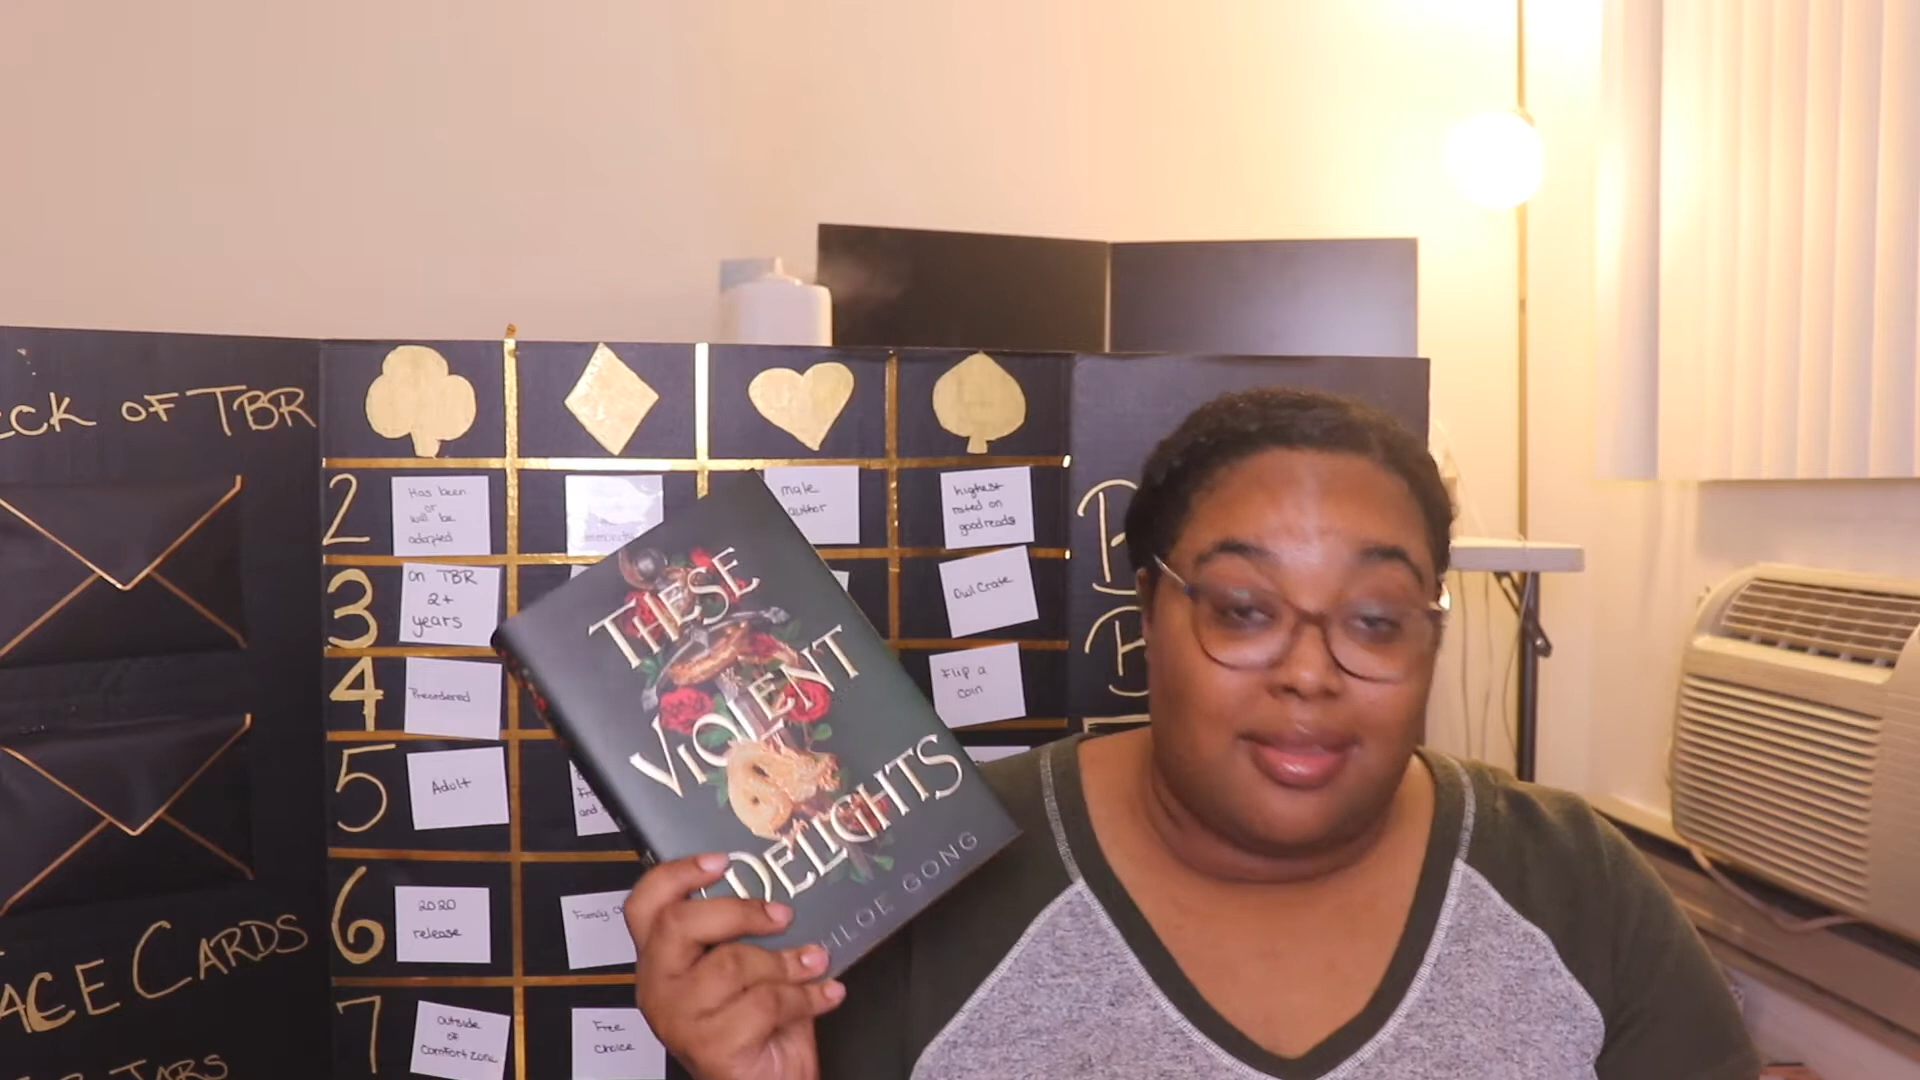 OF TBR
2
Has been
or
will be
adapted
male
author
highest
rated on
goodreads
3
on TBR
2+
years
Owl Crate
4
Preordered
Flip a
coin
5
Adult
and
6
2020
release
Family
7
outside
of
comfort zone
Free
Choice
CARDS
THESE
VIOLENT
DELIGHTS
CHLOE GONG